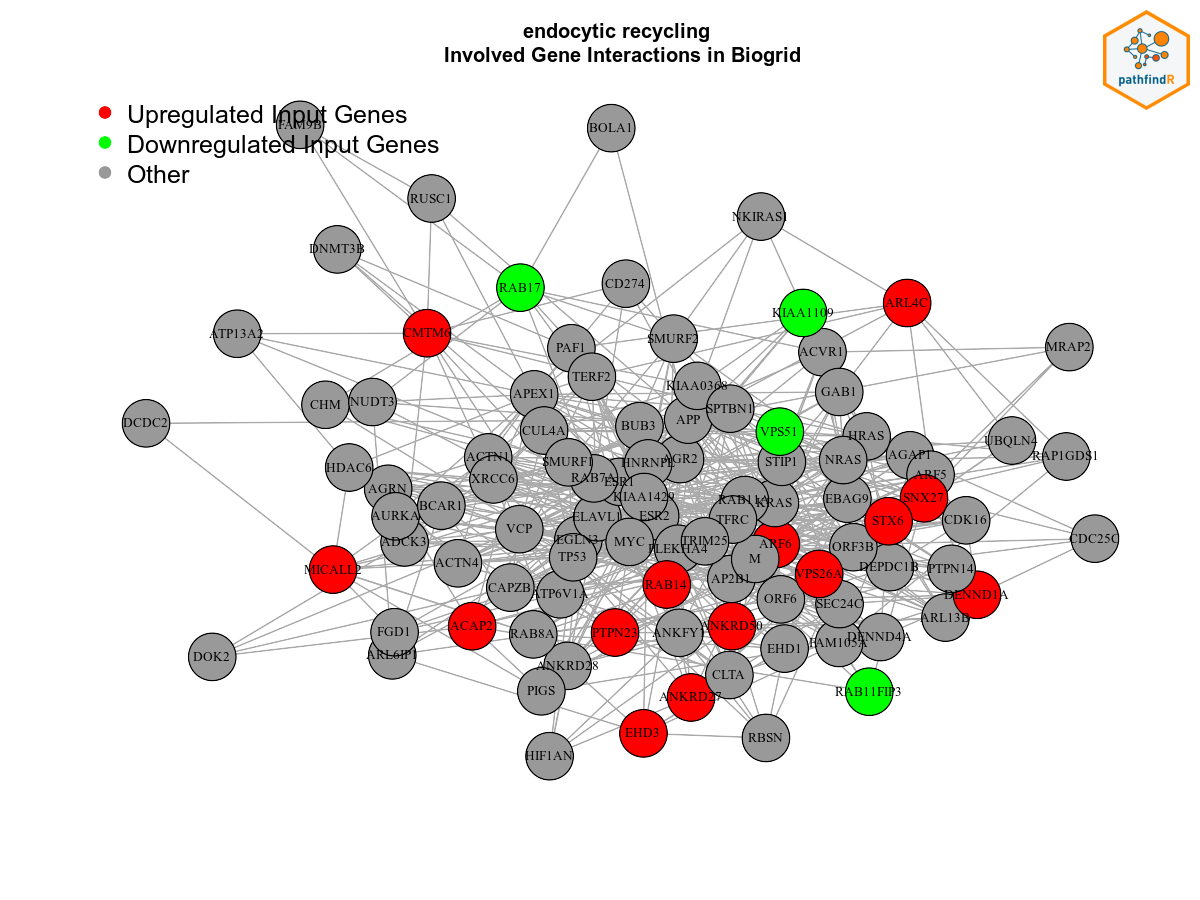 endocytic recycling
Involved Gene Interactions in Biogrid
pathfindR
Upregulated Input Genes
Downregulated Input Genes
Other
FAM9B
BOLA1
RUSC1
NKIRAS1
DNMT3B
RAB17
CD274
KIAA1109
ARL4C
ATP13A2
CMTM6
PAF1
SMURF2
ACVR1
MRAP2
TERF2
KIAA0368
GAB1
APEX1
CHM
NUDT3
SPTBN1
DCDC2
CUL4A
BUB3
APP
VPS51
HRAS
UBQLN4
HDAC6
ACTN1
SMURF1
HNRNPL
AGR2
STIP1
NRAS
AGAP1
RAP1GDS1
AGRN
XRCC6
RAB7A
ESR1
ARF5
BCAR1
KIAA1429
RAB11A
KRAS
EBAG9
SNX27
AURKA
VCP
ELAVL1
ESR2
TFRC
STX6
CDK16
ADCK3
EGLN3
MYC
PLEKHA4
TRIM25
ARF6
ORF3B
CDC25C
MICALL2
ACTN4
TP53
M
VPS26A
DEPDC1B
PTPN14
CAPZB
ATP6V1A
RAB14
AP2B1
ORF6
SEC24C
DENND1A
FGD1
ACAP2
RAB8A
PTPN23
ANKFY1
ANKRD50
ARL13B
DOK2
ARL6IP1
ANKRD28
EHD1
FAM105A
DENND4A
PIGS
ANKRD27
CLTA
RAB11FIP3
HIF1AN
EHD3
RBSN